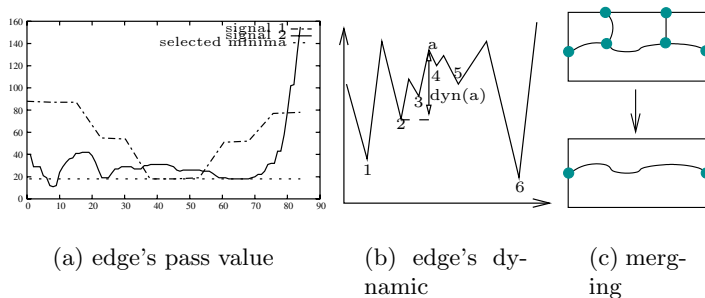 160
140
120
100
80
60
40
20
0
0 10 20 30 40 50 60 70 80 90
signal 1
signal 2
selected minima
a
4
5
3
dyn(a)
2
1
6
(a) edge's pass value
(b) edge's dy-
namic
(c) merg-
ing